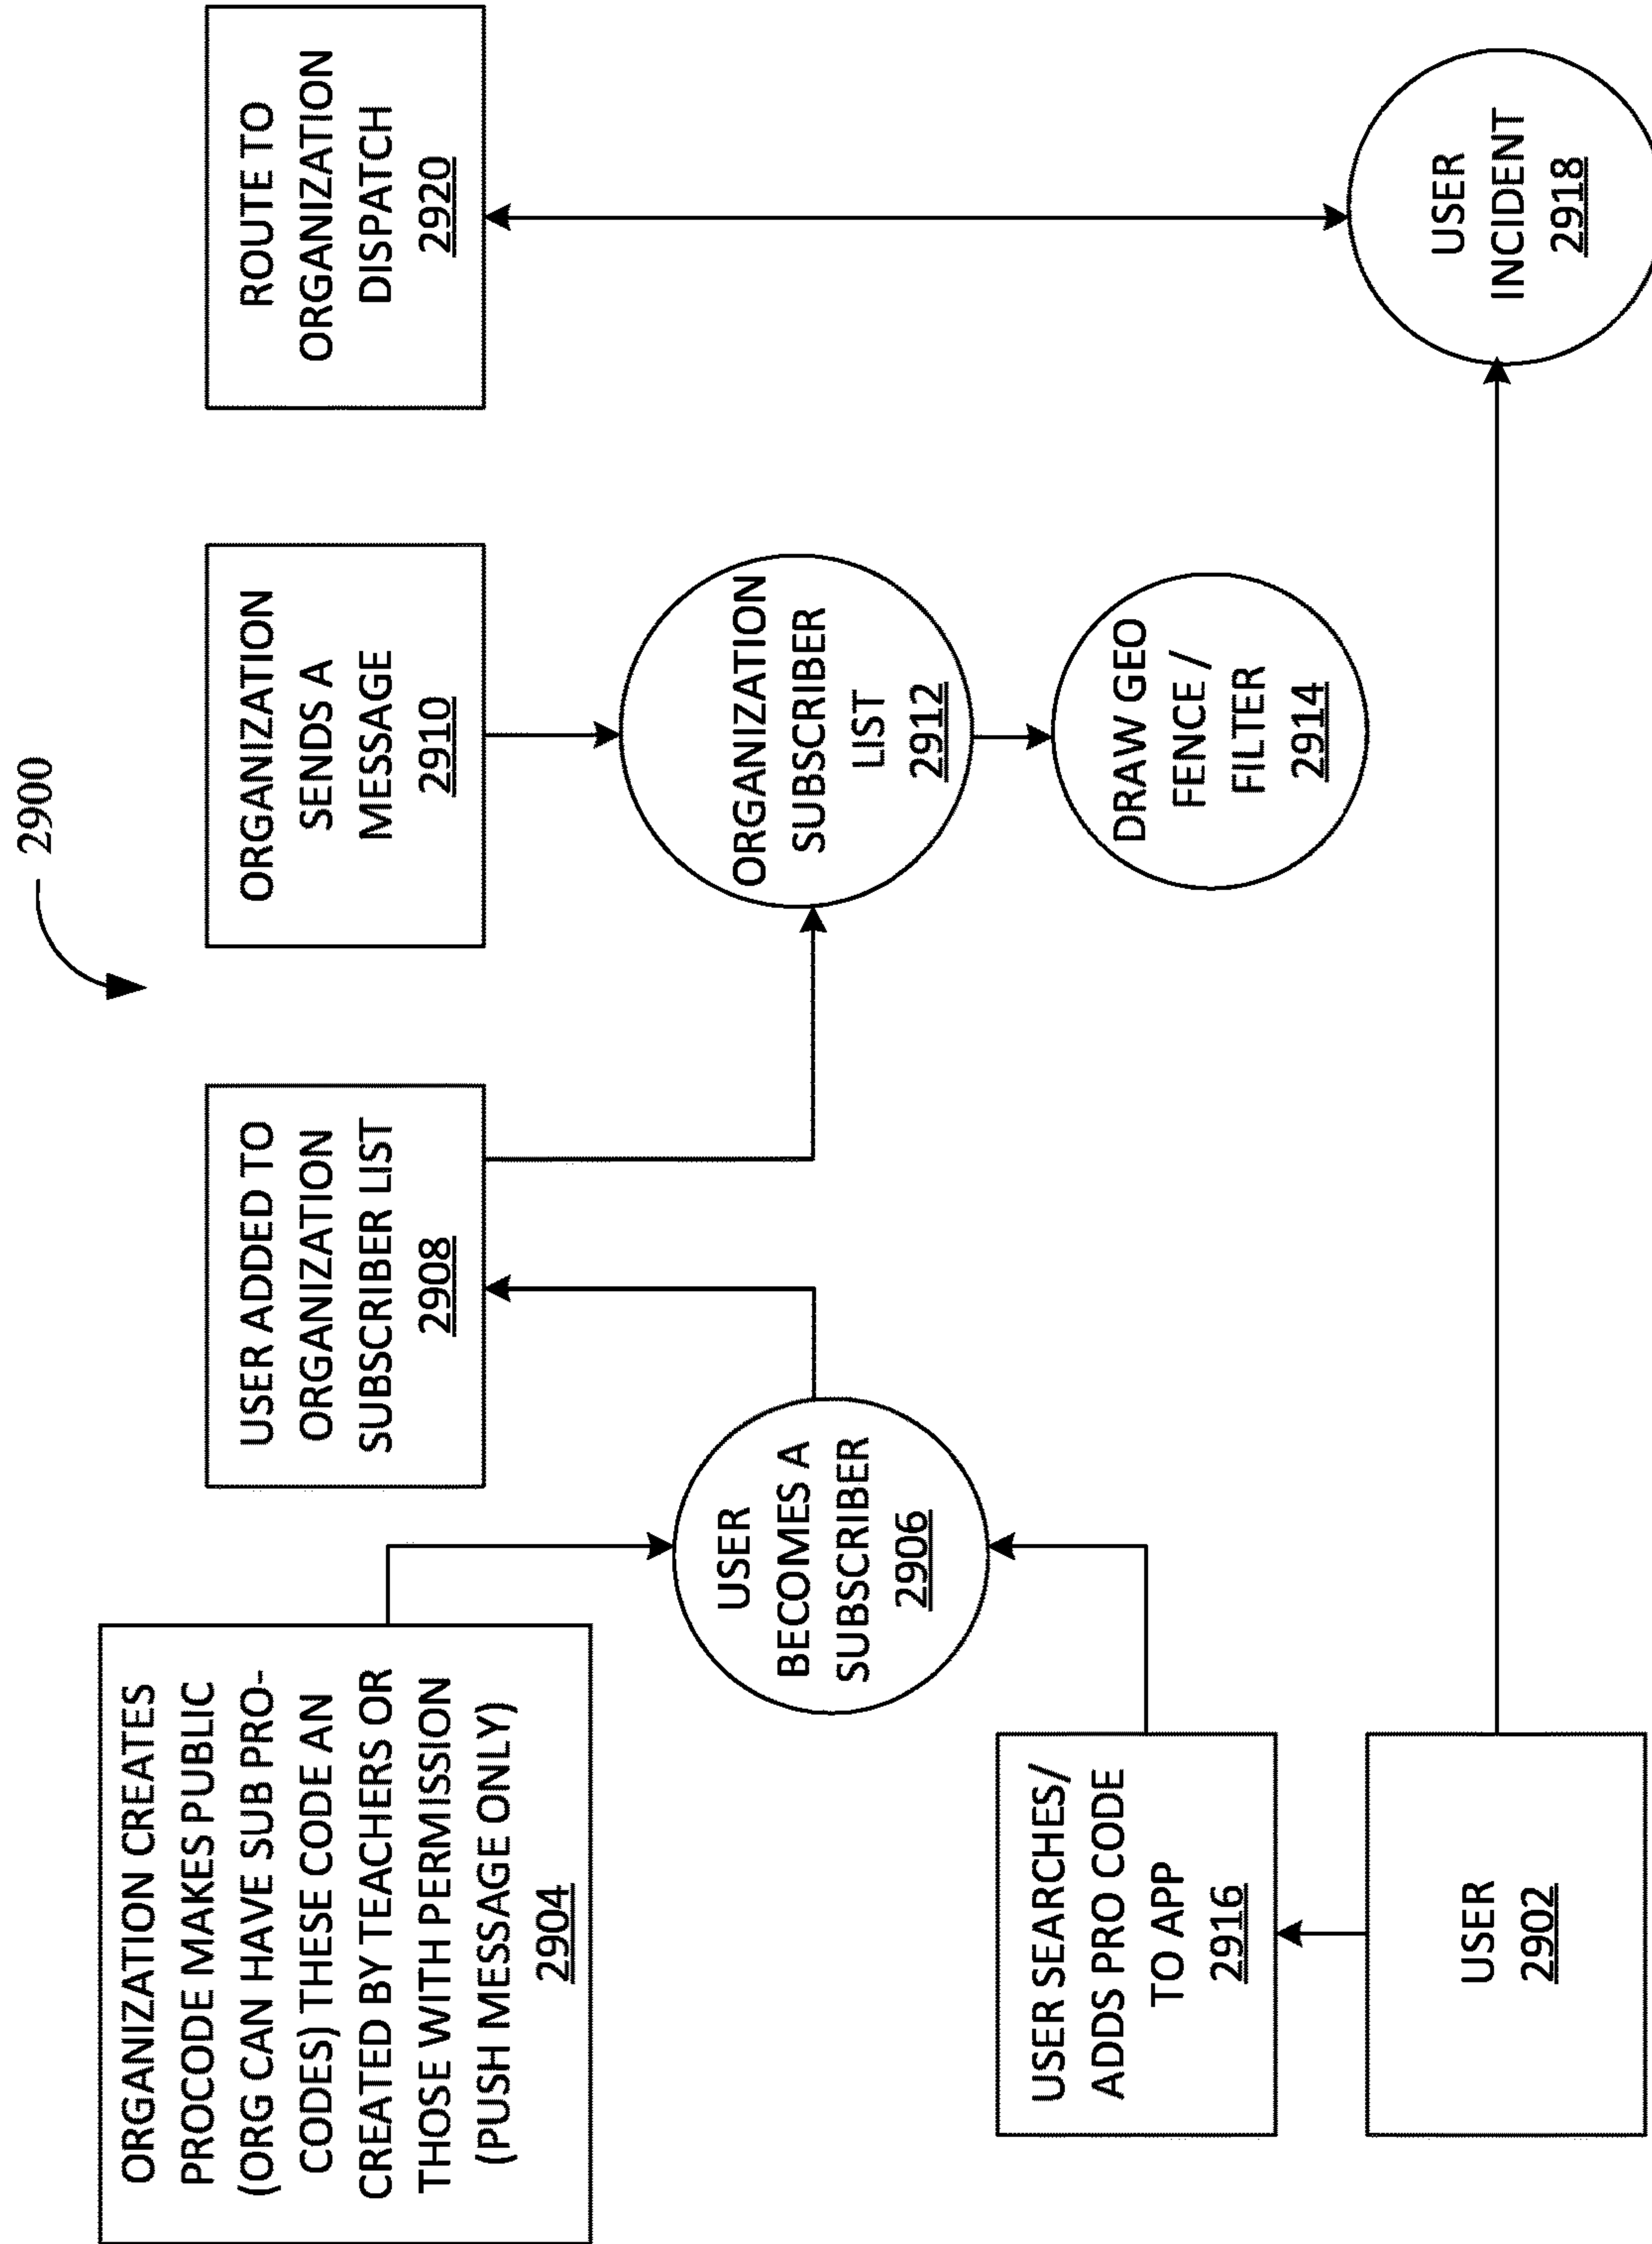 2900
ORGANIZATION CREATES
PROCODE MAKES PUBLIC
(ORG CAN HAVE SUB PRO-
CODES) THESE CODE AN
CREATED BY TEACHERS OR
THOSE WITH PERMISSION
(PUSH MESSAGE ONLY)
2904
USER ADDED TO
ORGANIZATION
SUBSCRIBER LIST
2908
ORGANIZATION
SENDS A
MESSAGE
2910
ROUTE TO
ORGANIZATION
DISPATCH
2920
USER
BECOMES A
SUBSCRIBER
2906
ORGANIZATION
SUBSCRIBER
LIST
2912
USER SEARCHES/
ADDS PRO CODE
TO APP
2916
DRAW GEO
FENCE /
FILTER
2914
USER
2902
USER
INCIDENT
2918